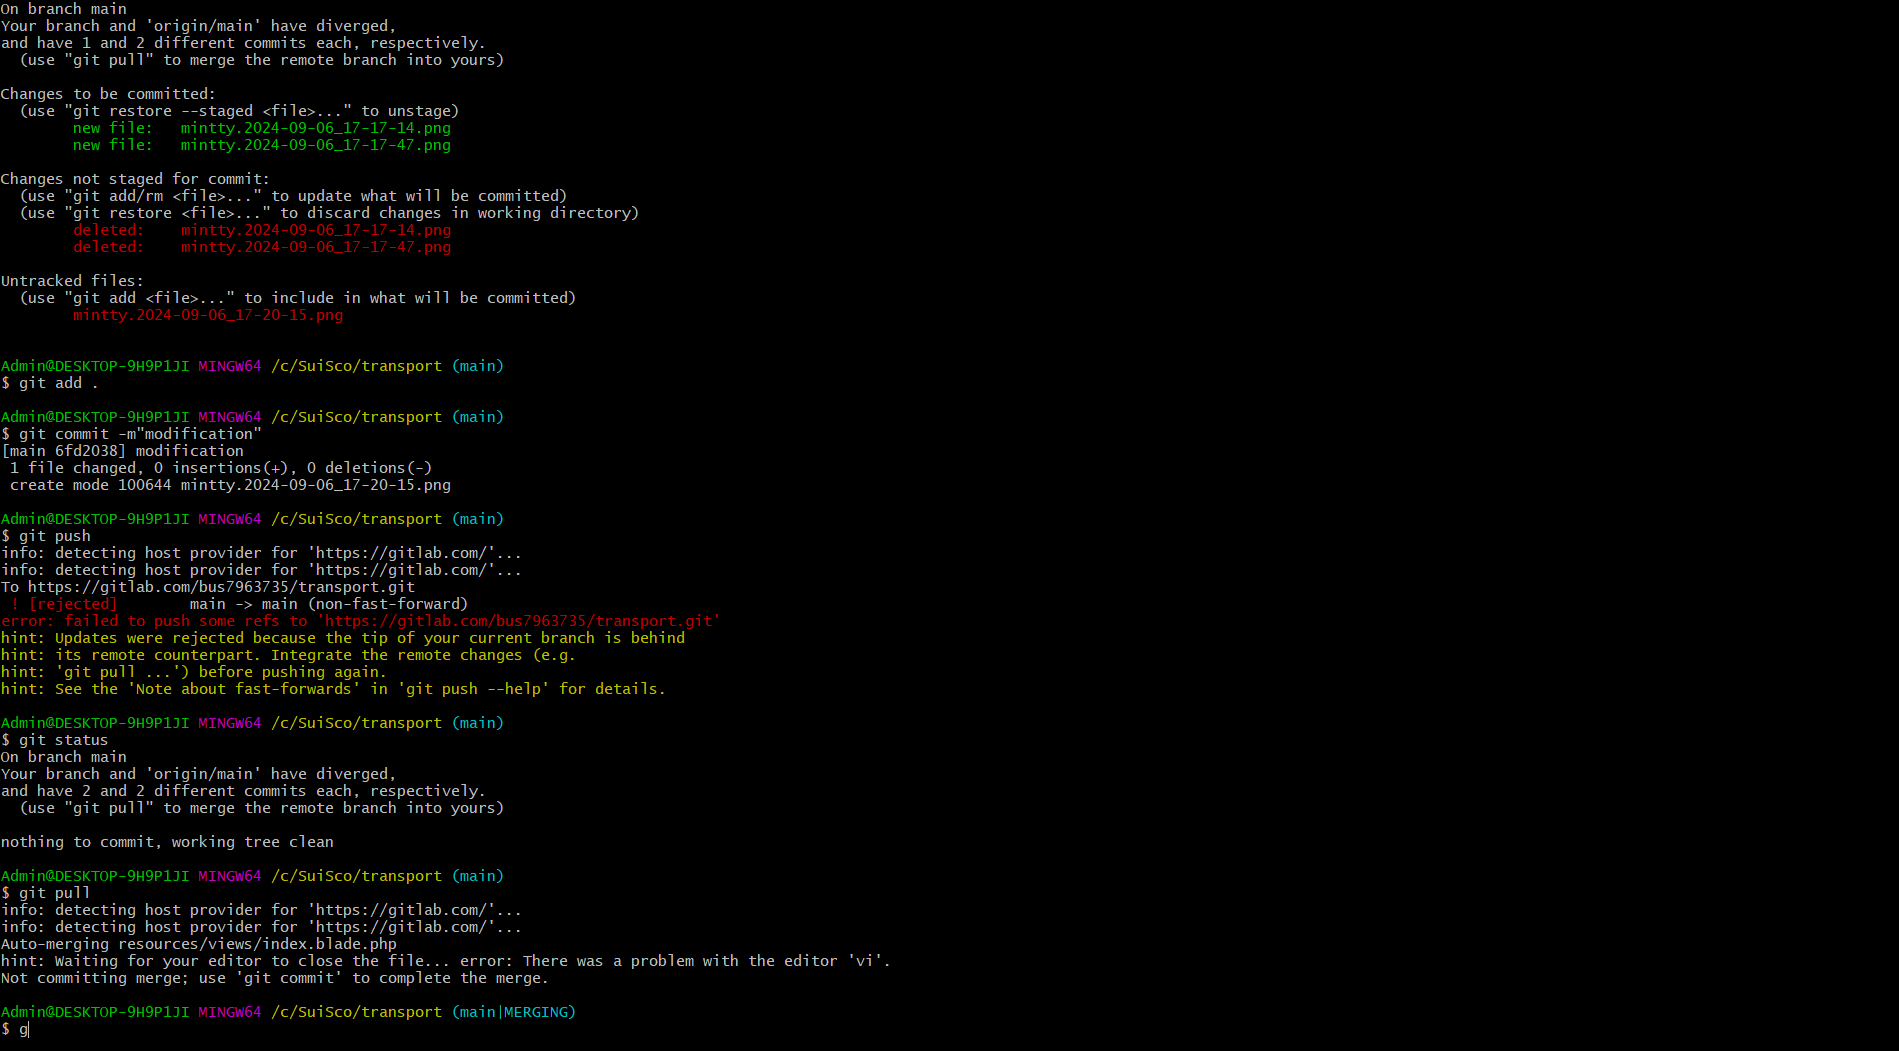 On branch main
Your branch and 'origin/main' have diverged,
and have 1 and 2 different commits each, respectively.
  (use "git pull" to merge the remote branch into yours)

Changes to be committed:
  (use "git restore --staged <file>..." to unstage)
        new file:   mintty.2024-09-06_17-17-14.png
        new file:   mintty.2024-09-06_17-17-47.png

Changes not staged for commit:
  (use "git add/rm <file>..." to update what will be committed)
  (use "git restore <file>..." to discard changes in working directory)
        deleted:    mintty.2024-09-06_17-17-14.png
        deleted:    mintty.2024-09-06_17-17-47.png

Untracked files:
  (use "git add <file>..." to include in what will be committed)
        mintty.2024-09-06_17-20-15.png


Admin@DESKTOP-9H9P1JI MINGW64 /c/SuiSco/transport (main)
$ git add .

Admin@DESKTOP-9H9P1JI MINGW64 /c/SuiSco/transport (main)
$ git commit -m"modification"
[main 6fd2038] modification
 1 file changed, 0 insertions(+), 0 deletions(-)
 create mode 100644 mintty.2024-09-06_17-20-15.png

Admin@DESKTOP-9H9P1JI MINGW64 /c/SuiSco/transport (main)
$ git push
info: detecting host provider for 'https://gitlab.com/'...
info: detecting host provider for 'https://gitlab.com/'...
To https://gitlab.com/bus7963735/transport.git
 ! [rejected]        main -> main (non-fast-forward)
error: failed to push some refs to 'https://gitlab.com/bus7963735/transport.git'
hint: Updates were rejected because the tip of your current branch is behind
hint: its remote counterpart. Integrate the remote changes (e.g.
hint: 'git pull ...') before pushing again.
hint: See the 'Note about fast-forwards' in 'git push --help' for details.

Admin@DESKTOP-9H9P1JI MINGW64 /c/SuiSco/transport (main)
$ git status
On branch main
Your branch and 'origin/main' have diverged,
and have 2 and 2 different commits each, respectively.
  (use "git pull" to merge the remote branch into yours)

nothing to commit, working tree clean

Admin@DESKTOP-9H9P1JI MINGW64 /c/SuiSco/transport (main)
$ git pull
info: detecting host provider for 'https://gitlab.com/'...
info: detecting host provider for 'https://gitlab.com/'...
Auto-merging resources/views/index.blade.php
hint: Waiting for your editor to close the file... error: There was a problem with the editor 'vi'.
Not committing merge; use 'git commit' to complete the merge.

Admin@DESKTOP-9H9P1JI MINGW64 /c/SuiSco/transport (main|MERGING)
$ g